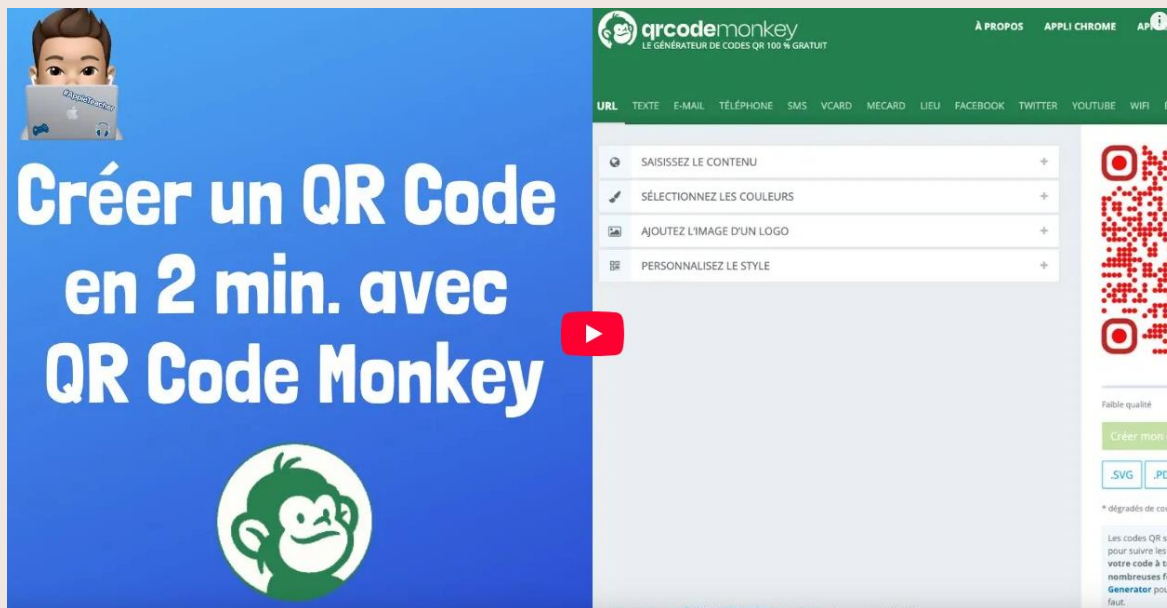 #AppleTeacher
Créer un QR Code
en 2 min. avec
QR Code Monkey
qrcodemonkey
LE GÉNÉRATEUR DE CODES QR 100 % GRATUIT
À PROPOS APPLI CHROME
URL TEXTE E-MAIL TÉLÉPHONE SMS VCARD MECARD LIEU FACEBOOK TWITTER YOUTUBE WIFI
SAISISSEZ LE CONTENU
SÉLECTIONNEZ LES COULEURS
AJOUTEZ L'IMAGE D'UN LOGO
PERSONNALISEZ LE STYLE
Faible qualité
Créer mon
.SVG .PD
* dégradés de cou
Les codes QR s
pour suivre les
votre code à t
nombreuses f
Generator pou
faut.